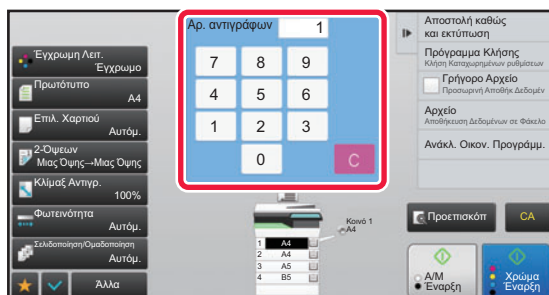 Έγχρωμη Λειτ.
Έγχρωμο
Πρωτότυπο
A4
Επιλ. Χαρτιού
Αυτόμ.
2-Όψεων
Μιας Όψης→Μιας Όψης
Κλίμαξ Αντιγρ.
100%
Φωτεινότητα
Αυτόμ.
Σελιδοποίηση/Ομαδοποίηση
Αυτόμ.
Άλλα
Αρ. αντιγράφων 1
7 8 9
4 5 6
1 2 3
0 C
Κοινό 1
A4
1 A4
2 A4
3 A5
4 B5
Αποστολή καθώς
και εκτύπωση
Πρόγραμμα Κλήσης
Κλήση Καταχωρημένων ρυθμίσεων
Γρήγορο Αρχείο
Προσωρινή Αποθήκ Δεδομέν
Αρχείο
Αποθήκευση Δεδομένων σε Φάκελο
Ανάκλ. Οικον. Προγράμμ.
Προεπισκόπ
CA
Α/Μ
Έναρξη
Χρώμα
Έναρξη